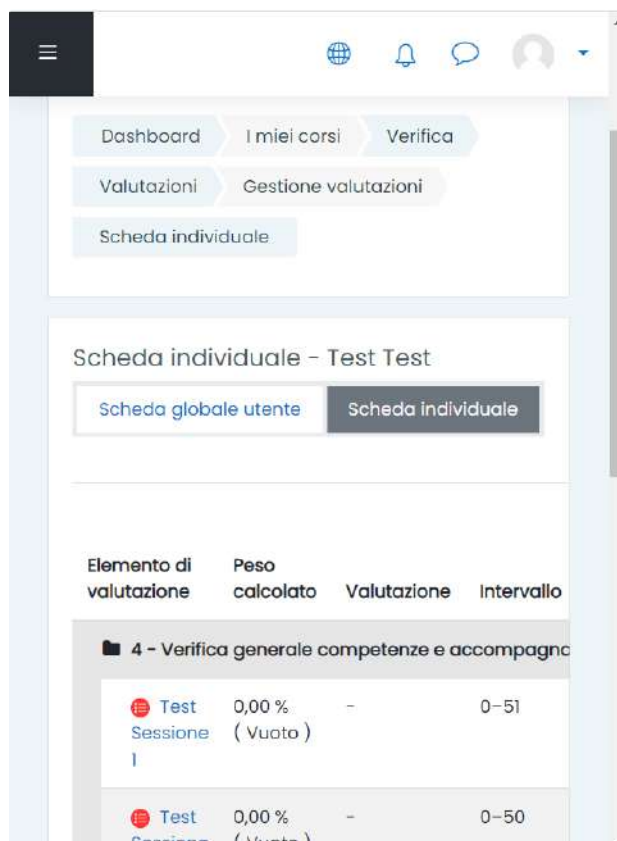 Dashboard I miei corsi Verifica
Valutazioni Gestione valutazioni
Scheda individuale
Scheda individuale - Test Test
Scheda globale utente Scheda individuale
Elemento di valutazione Peso calcolato Valutazione Intervallo
4 - Verifica generale competenze e
Test Sessione 1 0,00 % ( Vuoto ) - 0-51
Test 0,00 % - 0-50